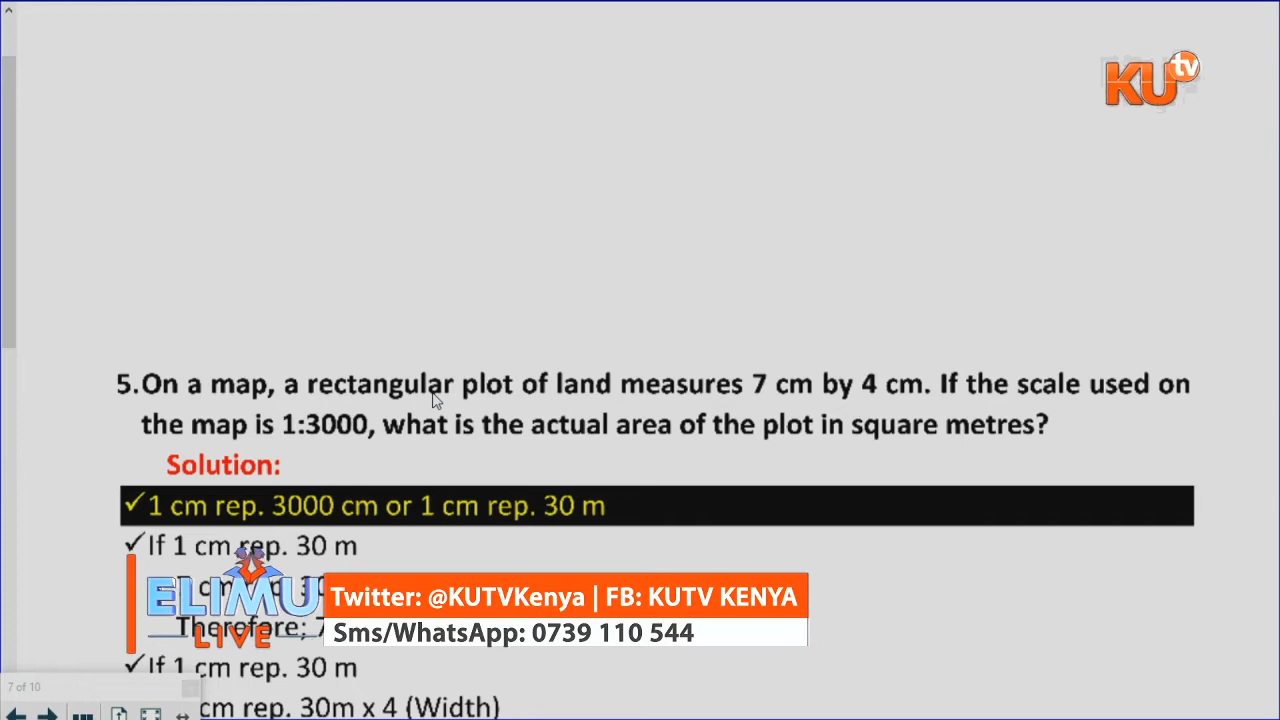 KU tv
5. On a map, a rectangular plot of land measures 7 cm by 4 cm. If the scale used on
the map is 1:3000, what is the actual area of the plot in square metres?
Solution:
✓1 cm rep. 3000 cm or 1 cm rep. 30 m
✓If 1 cm rep. 30 m
Therefore; 7
✓If 1 cm rep. 30 m
cm rep. 30m x 4 (Width)
ELIMU
LIVE
Twitter: @KUTVKenya | FB: KUTV KENYA
Sms/WhatsApp: 0739 110 544
7 of 10